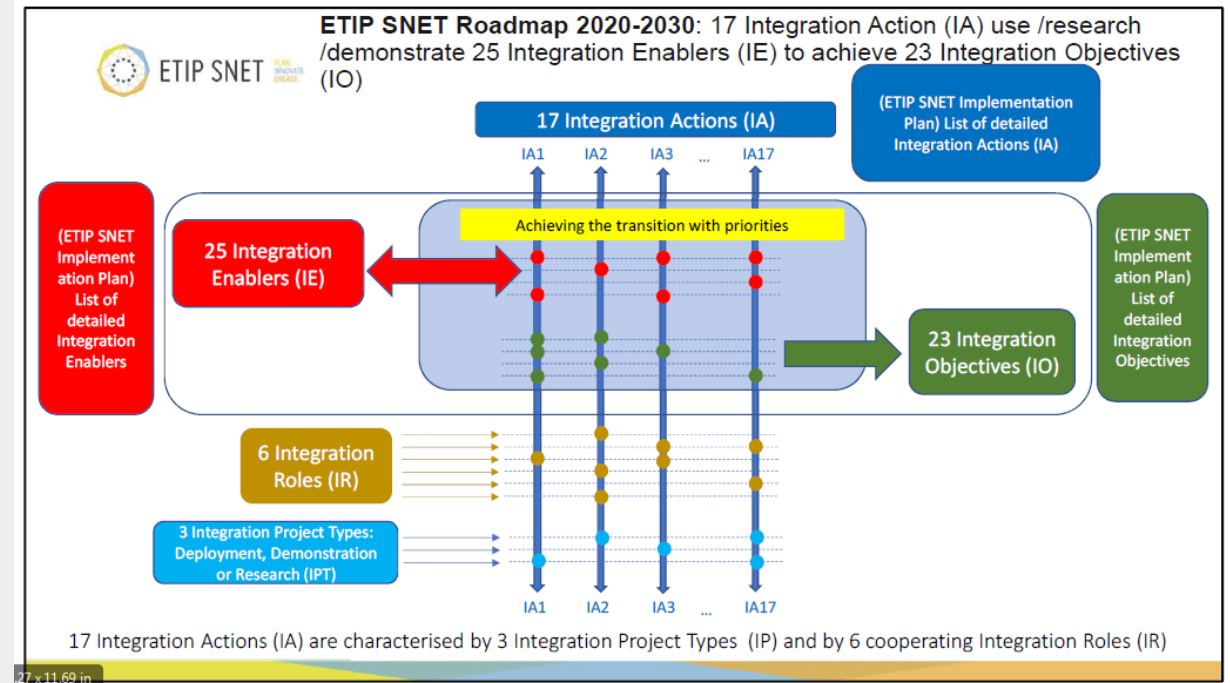 ETIP SNET Roadmap 2020-2030: 17 Integration Action (IA) use /research
/demonstrate 25 Integration Enablers (IE) to achieve 23 Integration Objectives
(IO)
ETIP SNET
PLAN.
INNOVATE.
ENGAGE.
17 Integration Actions (IA)
(ETIP SNET Implementation
Plan) List of detailed
Integration Actions (IA)
IA1 IA2 IA3 ... IA17
Achieving the transition with priorities
(ETIP SNET
Implement
ation Plan)
List of
detailed
Integration
Enablers
25 Integration
Enablers (IE)
23 Integration
Objectives (IO)
(ETIP SNET
Implement
ation Plan)
List of
detailed
Integration
Objectives
6 Integration
Roles (IR)
3 Integration Project Types:
Deployment, Demonstration
or Research (IPT)
IA1 IA2 IA3 ... IA17
17 Integration Actions (IA) are characterised by 3 Integration Project Types (IP) and by 6 cooperating Integration Roles (IR)
27 x 11,69 in